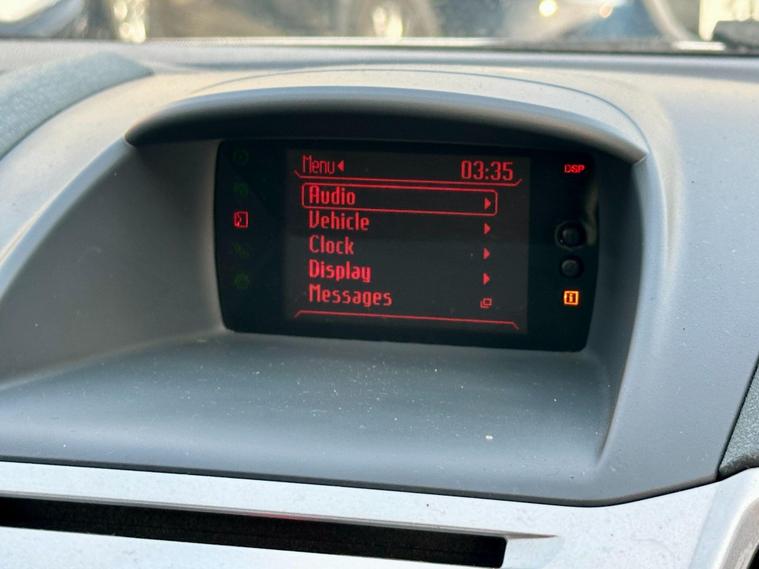 Menu
03:35
DSP
Audio
Vehicle
Clock
Display
Messages
i